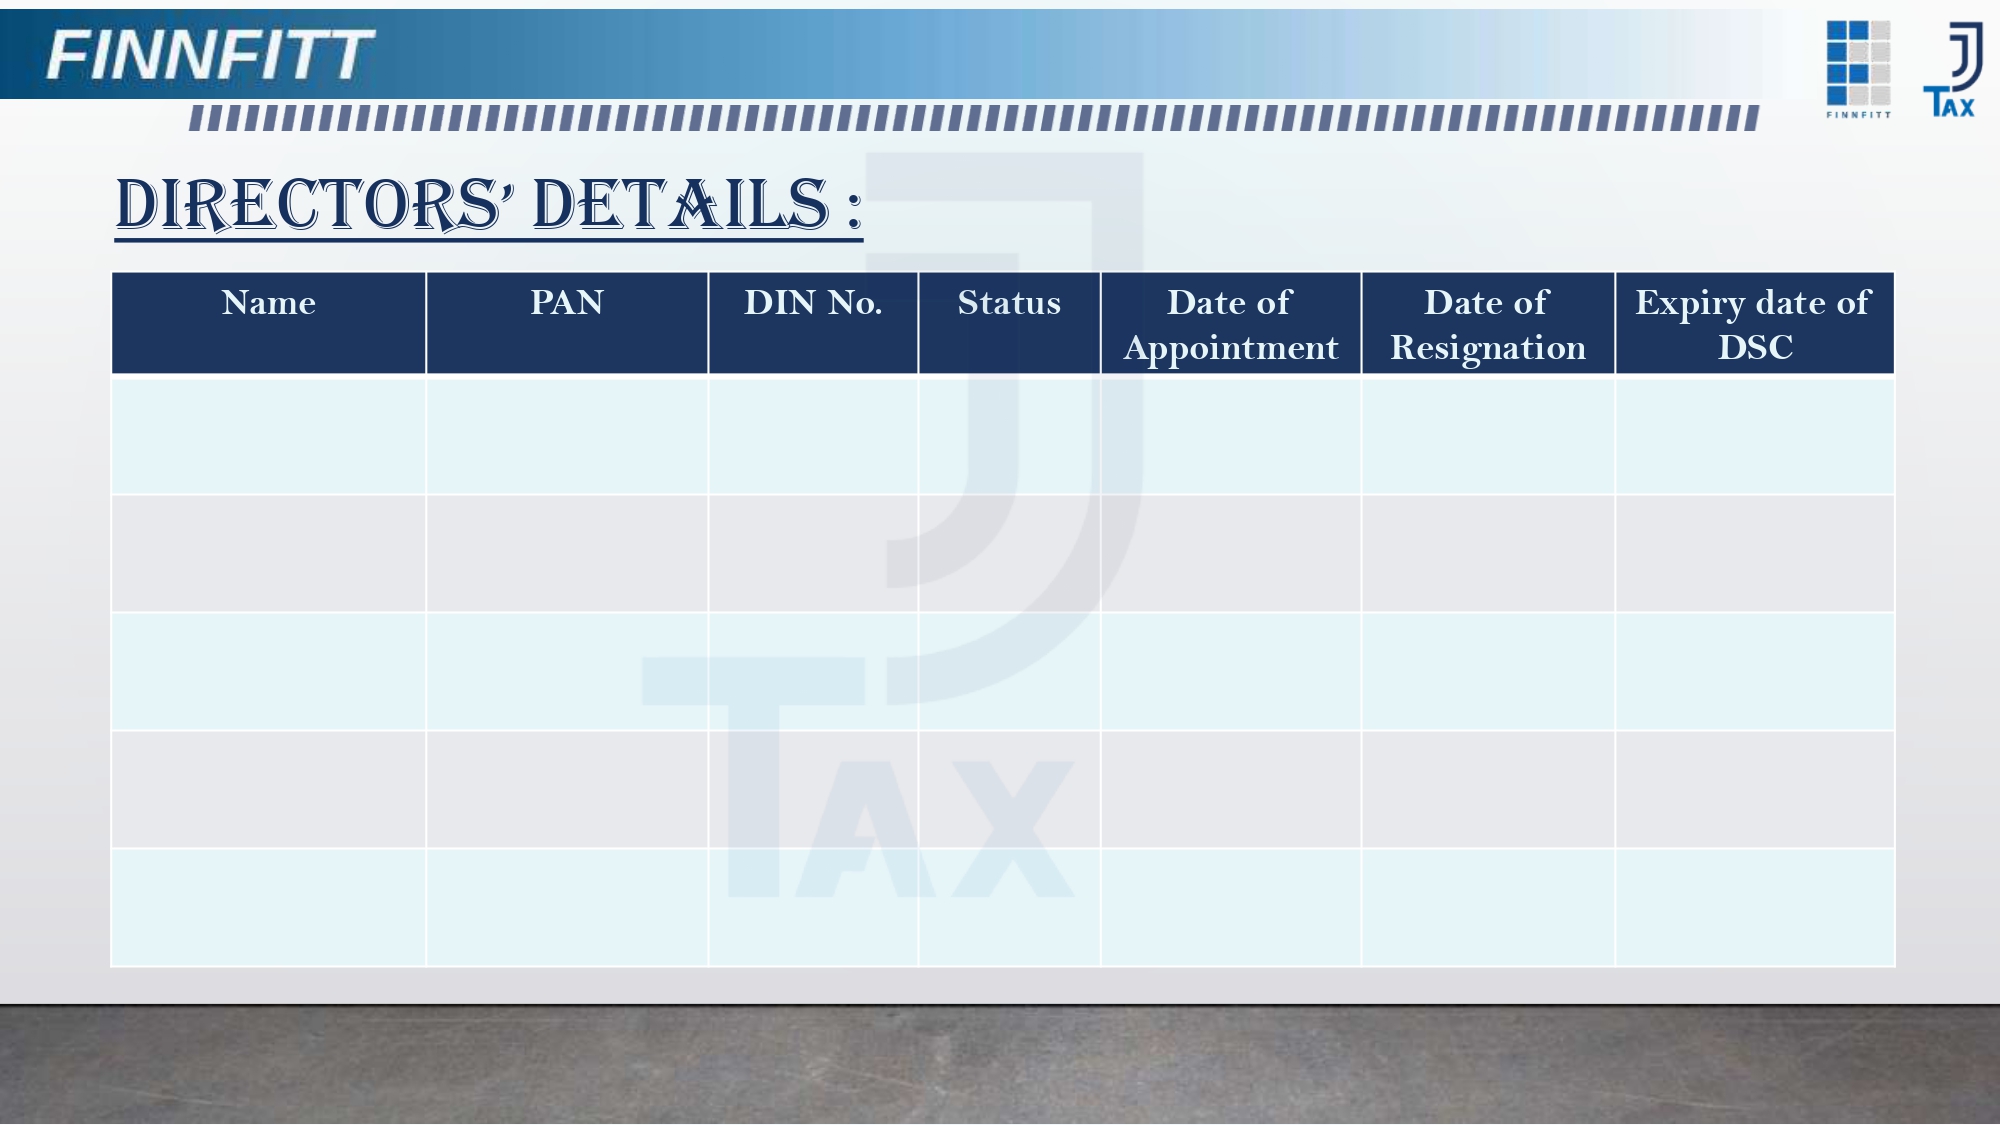 FINNFITT
FINNFITT
J
TAX
DIRECTORS’ DETAILS :
Name
PAN
DIN No.
Status
Date of
Appointment
Date of
Resignation
Expiry date of
DSC
J
TAX